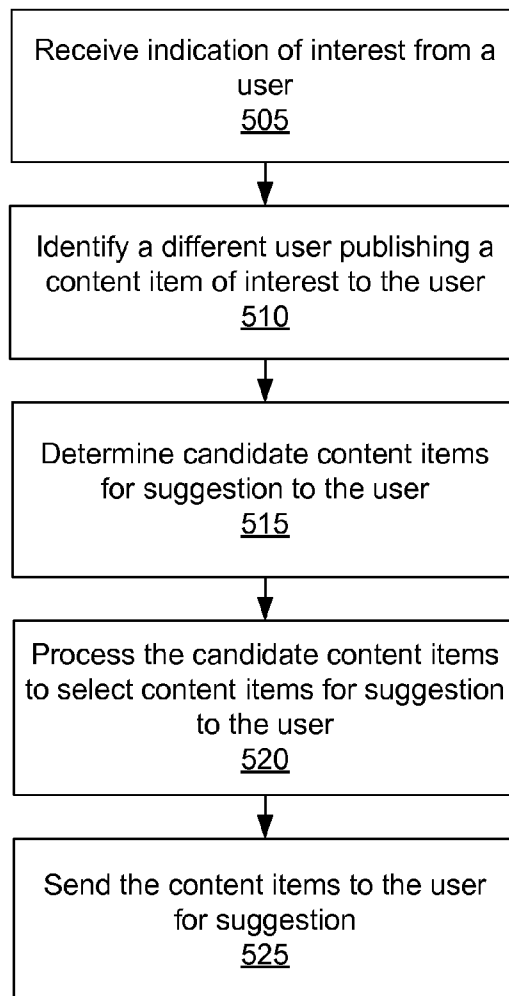 Receive indication of interest from a
user
505
Identify a different user publishing a
content item of interest to the user
510
Determine candidate content items
for suggestion to the user
515
Process the candidate content items
to select content items for suggestion
to the user
520
Send the content items to the user
for suggestion
525